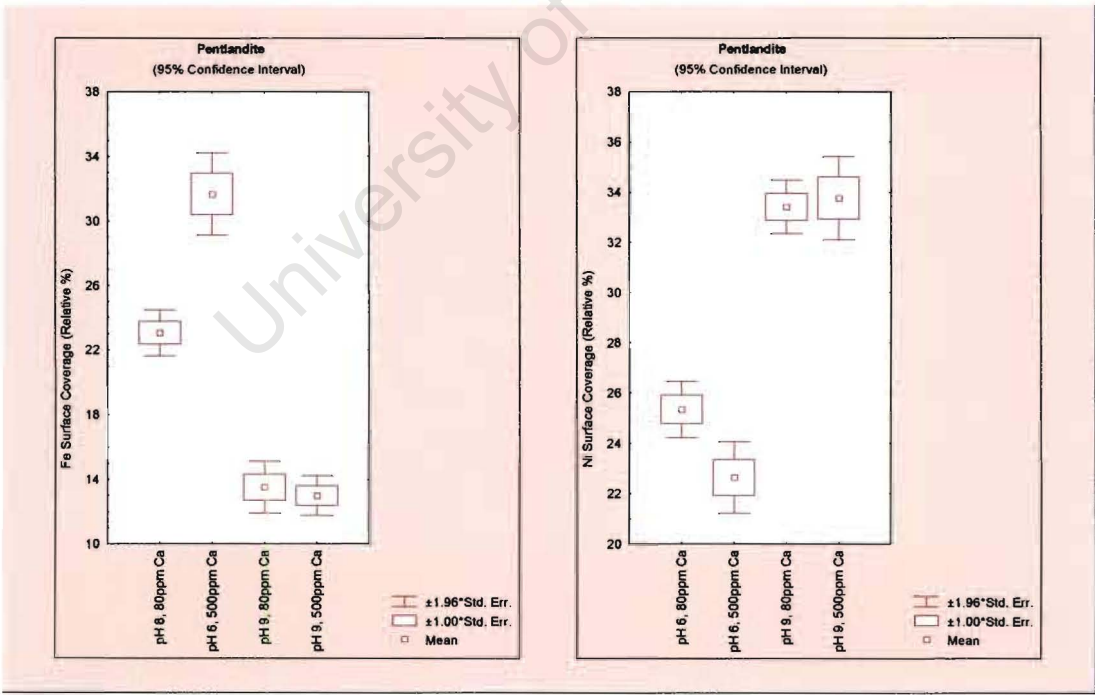 University of
Pentlandite
(95% Confidence Interval)
38
34
30
26
22
18
14
10
Fe Surface Coverage (Relative %)
pH 6, 80ppm Ca
pH 6, 500ppm Ca
pH 9, 80ppm Ca
pH 9, 500ppm Ca
±1.96*Std. Err.
±1.00*Std. Err.
Mean
Pentlandite
(95% Confidence Interval)
38
36
34
32
30
28
26
24
22
20
Ni Surface Coverage (Relative %)
pH 6, 80ppm Ca
pH 6, 500ppm Ca
pH 9, 80ppm Ca
pH 9, 500ppm Ca
±1.96*Std. Err.
±1.00*Std. Err.
Mean